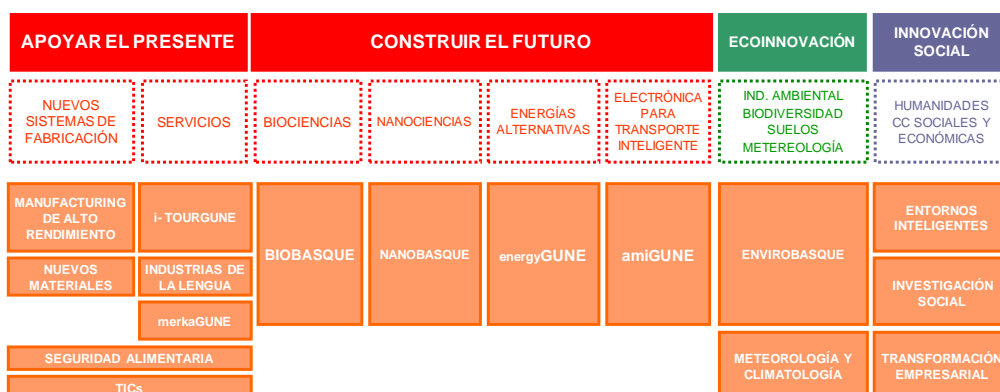 APOYAR EL PRESENTE
CONSTRUIR EL FUTURO
ECOINNOVACIÓN
INNOVACIÓN
SOCIAL
NUEVOS
SISTEMAS DE
FABRICACIÓN
SERVICIOS
BIOCIENCIAS
NANOCIENCIAS
ENERGÍAS
ALTERNATIVAS
ELECTRÓNICA
PARA
TRANSPORTE
INTELIGENTE
IND. AMBIENTAL
BIODIVERSIDAD
SUELOS
METEREOLOGÍA
HUMANIDADES
CC SOCIALES Y
ECONÓMICAS
MANUFACTURING
DE ALTO
RENDIMIENTO
i- TOURGUNE
BIOBASQUE
NANOBASQUE
energyGUNE
amiGUNE
ENVIROBASQUE
ENTORNOS
INTELIGENTES
NUEVOS
MATERIALES
INDUSTRIAS DE
LA LENGUA
INVESTIGACIÓN
SOCIAL
merkaGUNE
SEGURIDAD ALIMENTARIA
METEOROLOGÍA Y
CLIMATOLOGÍA
TRANSFORMACIÓN
EMPRESARIAL
TICs